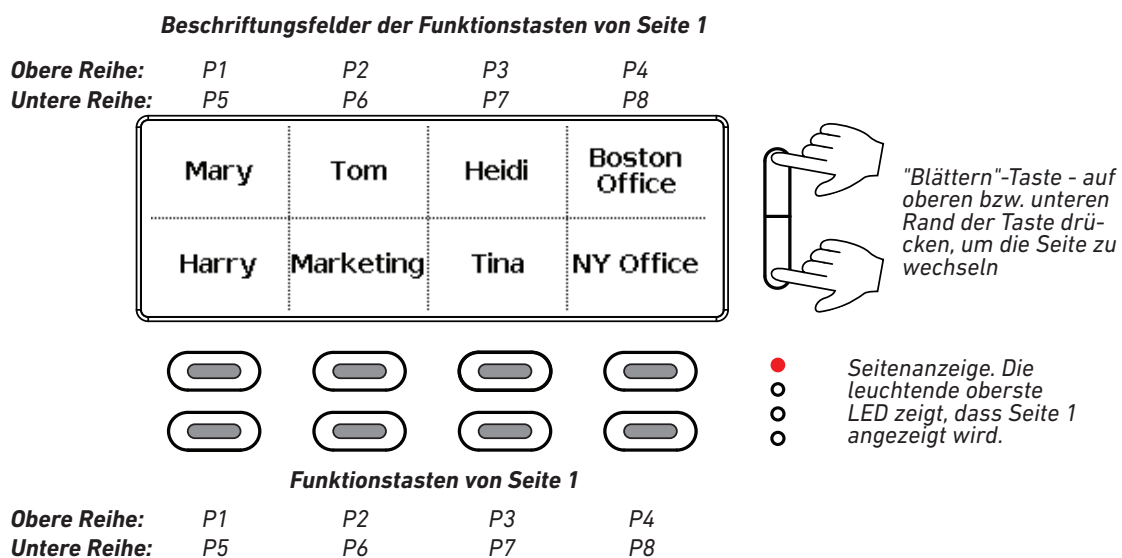 Beschriftungsfelder der Funktionstasten von Seite 1
Obere Reihe: P1 P2 P3 P4
Untere Reihe: P5 P6 P7 P8
Mary Tom Heidi Boston Office
Harry Marketing Tina NY Office
"Blättern"-Taste - auf
oberen bzw. unteren
Rand der Taste drü-
cken, um die Seite zu
wechseln
Seitenanzeige. Die
leuchtende oberste
LED zeigt, dass Seite 1
angezeigt wird.
Funktionstasten von Seite 1
Obere Reihe: P1 P2 P3 P4
Untere Reihe: P5 P6 P7 P8